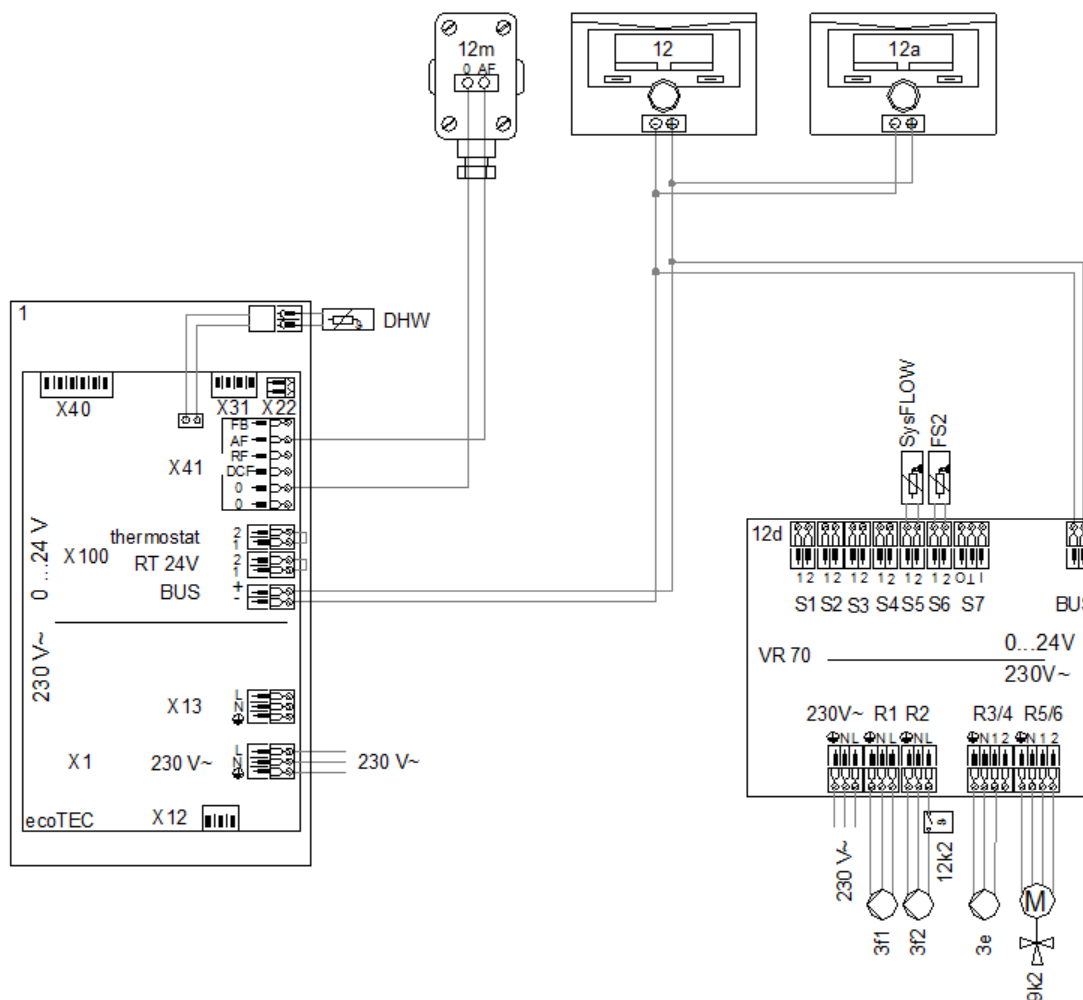 12m
0 AF
12
12a
1
DHW
X40
X31
X22
FB
AF
RF
DCF
0
0
X41
SysFLOW
FS2
thermostat
2
1
X100
RT 24V
2
1
BUS
+
-
0...24 V
230 V~
X13
L
N
X1
230 V~
L
N
230 V~
X12
ecoTEC
12d
1 2
1 2
1 2
1 2
1 2
1 2
S1 S2 S3 S4 S5 S6 S7
BUS
VR 70
0...24V
230V~
230V~ R1 R2 R3/4 R5/6
N L
N L
N L
N 1 2
N 1 2
230 V~
3f1
3f2
12k2
3e
M
9k2